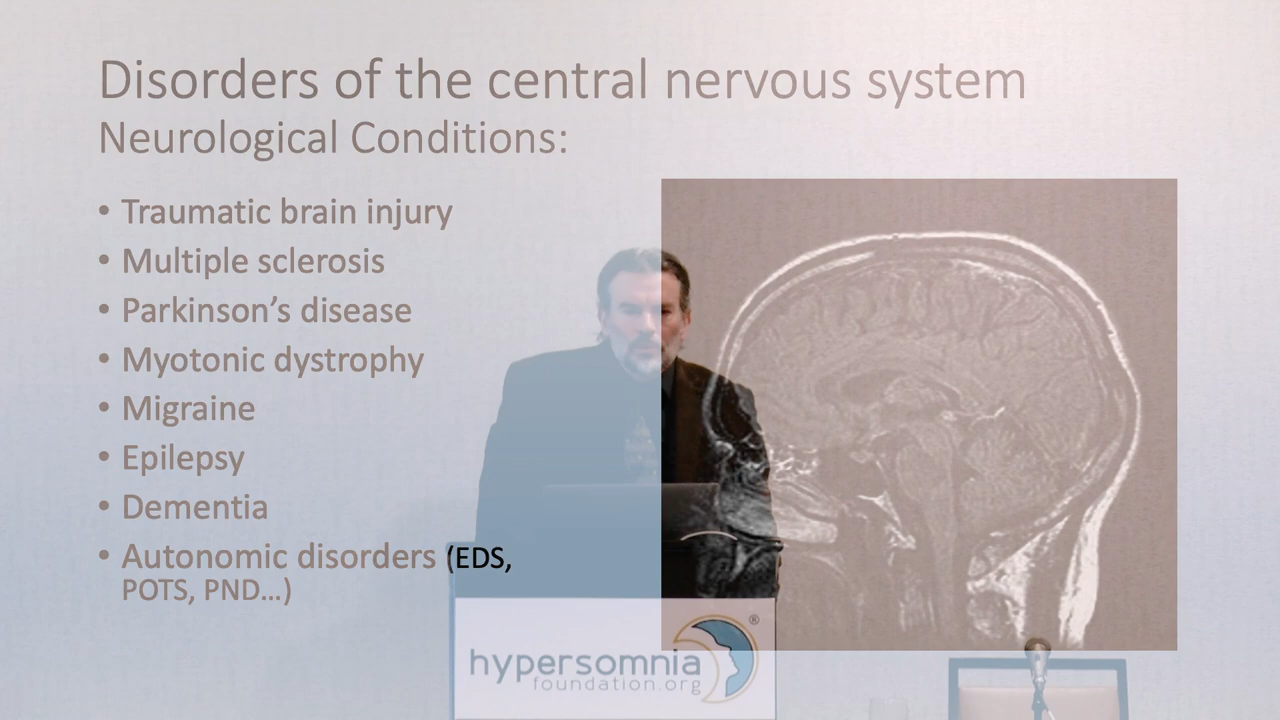 Disorders of the central nervous system
Neurological Conditions:
• Traumatic brain injury
• Multiple sclerosis
• Parkinson’s disease
• Myotonic dystrophy
• Migraine
• Epilepsy
• Dementia
• Autonomic disorders (EDS,
POTS, PND…)
®
hypersomnia
foundation.org